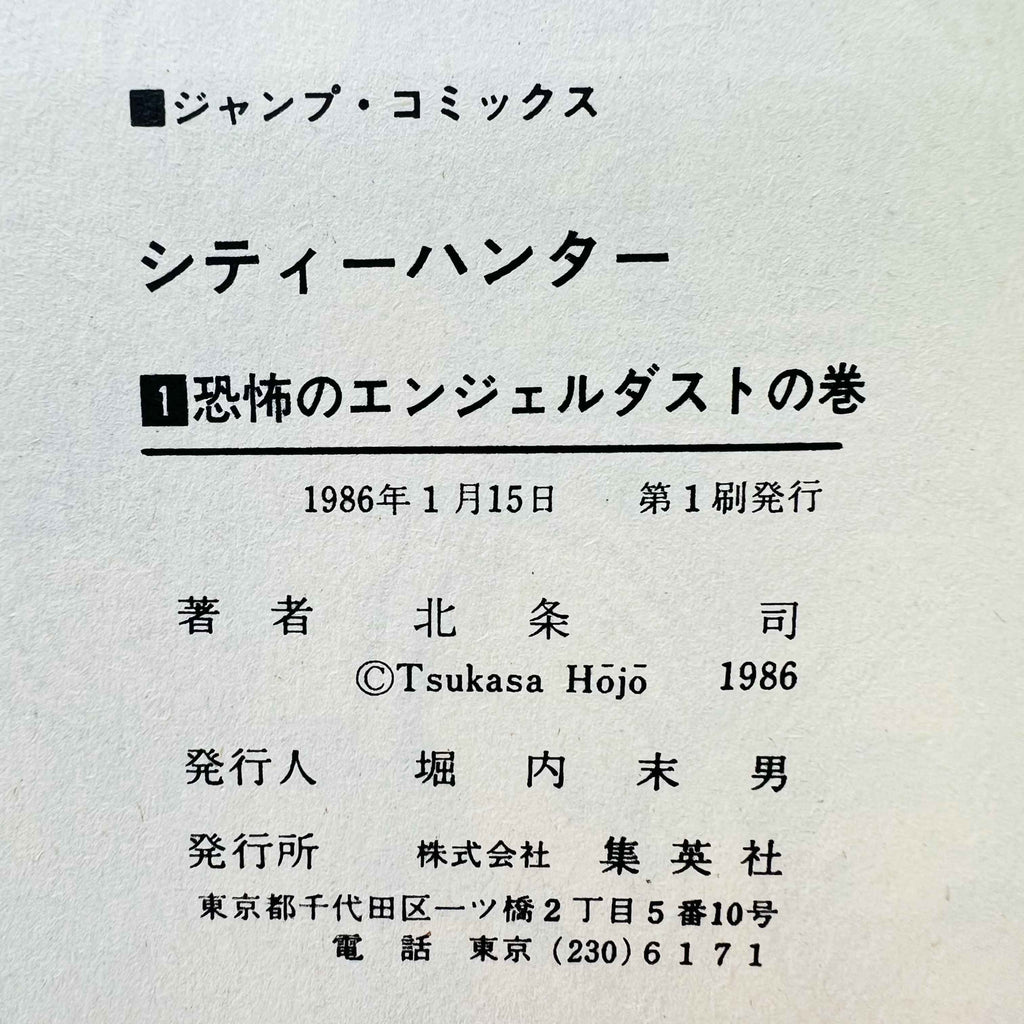 ■ジャンプ・コミックス
シティーハンター
1恐怖のエンジェルダストの巻
1986年1月15日　第1刷発行
著者　北条　司
©Tsukasa Hōjō 1986
発行人　堀内末男
発行所　株式会社　集英社
東京都千代田区一ツ橋2丁目5番10号
電話　東京(230)6171